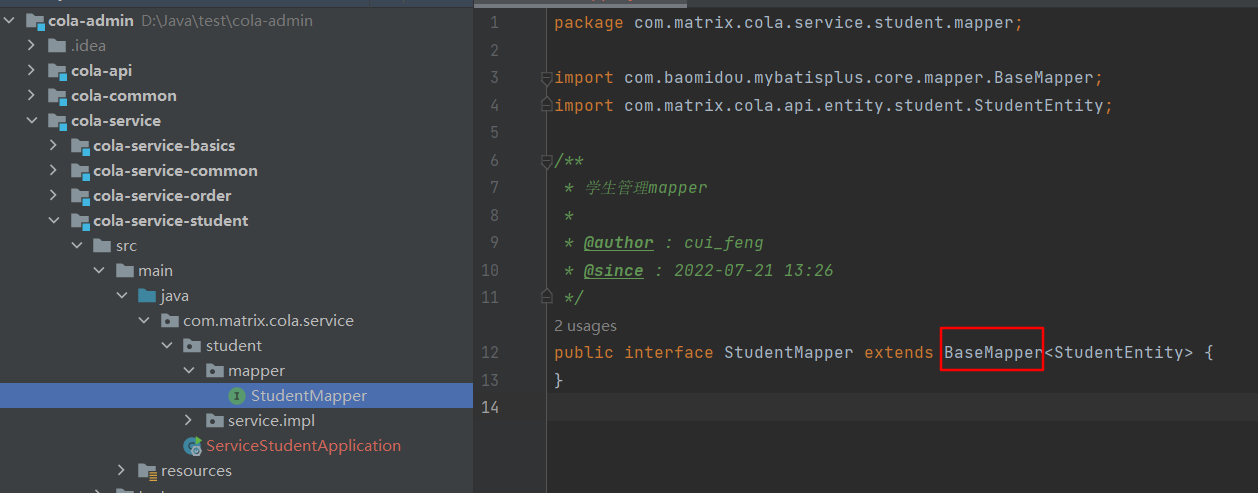 cola-admin D:\Java\test\cola-admin
.idea
cola-api
cola-common
cola-service
cola-service-basics
cola-service-common
cola-service-order
cola-service-student
src
main
java
com.matrix.cola.service
student
mapper
StudentMapper
service.impl
ServiceStudentApplication
resources
1 package com.matrix.cola.service.student.mapper;
2
3 import com.baomidou.mybatisplus.core.mapper.BaseMapper;
4 import com.matrix.cola.api.entity.student.StudentEntity;
5
6 /**
7 * 学生管理mapper
8 *
9 * @author : cui_feng
10 * @since : 2022-07-21 13:26
11 */
2 usages
12 public interface StudentMapper extends BaseMapper<StudentEntity> {
13 }
14